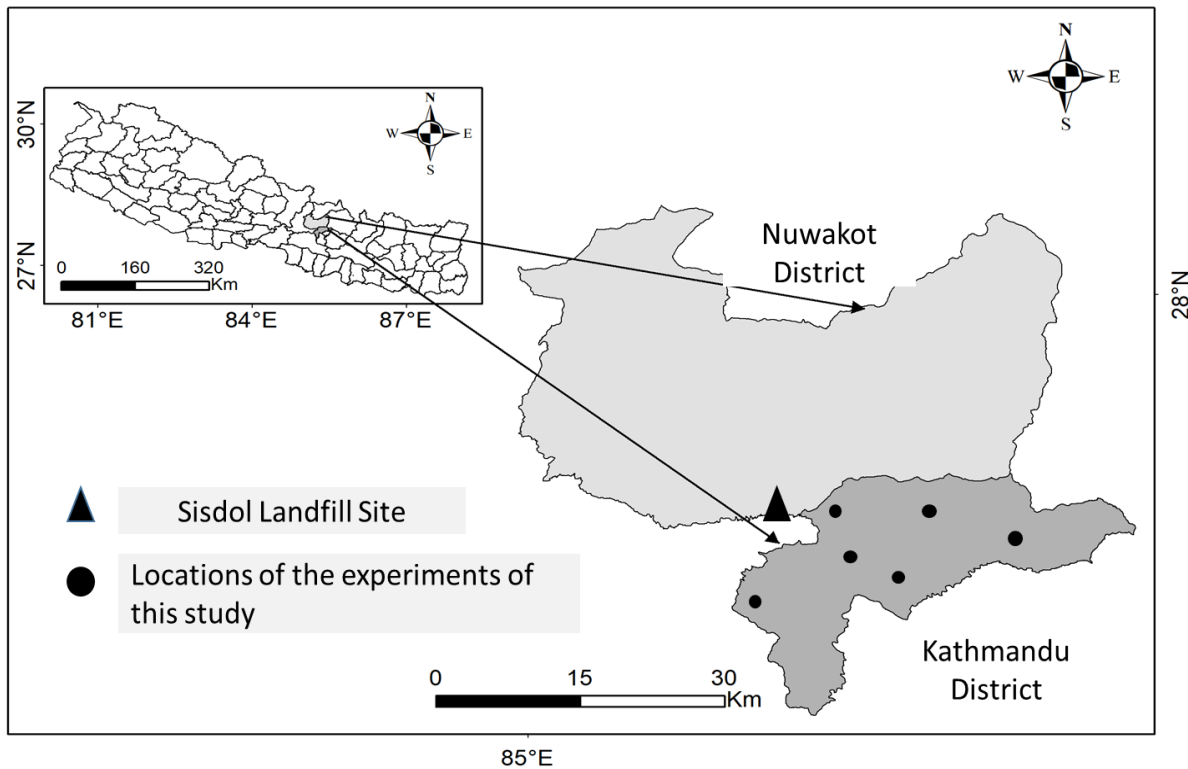 N
W E
S
N
W E
S
30°N
27°N
0 160 320
Km
81°E 84°E 87°E
Nuwakot
District
28°N
Sisdol Landfill Site
Locations of the experiments of
this study
Kathmandu
District
0 15 30
Km
85°E